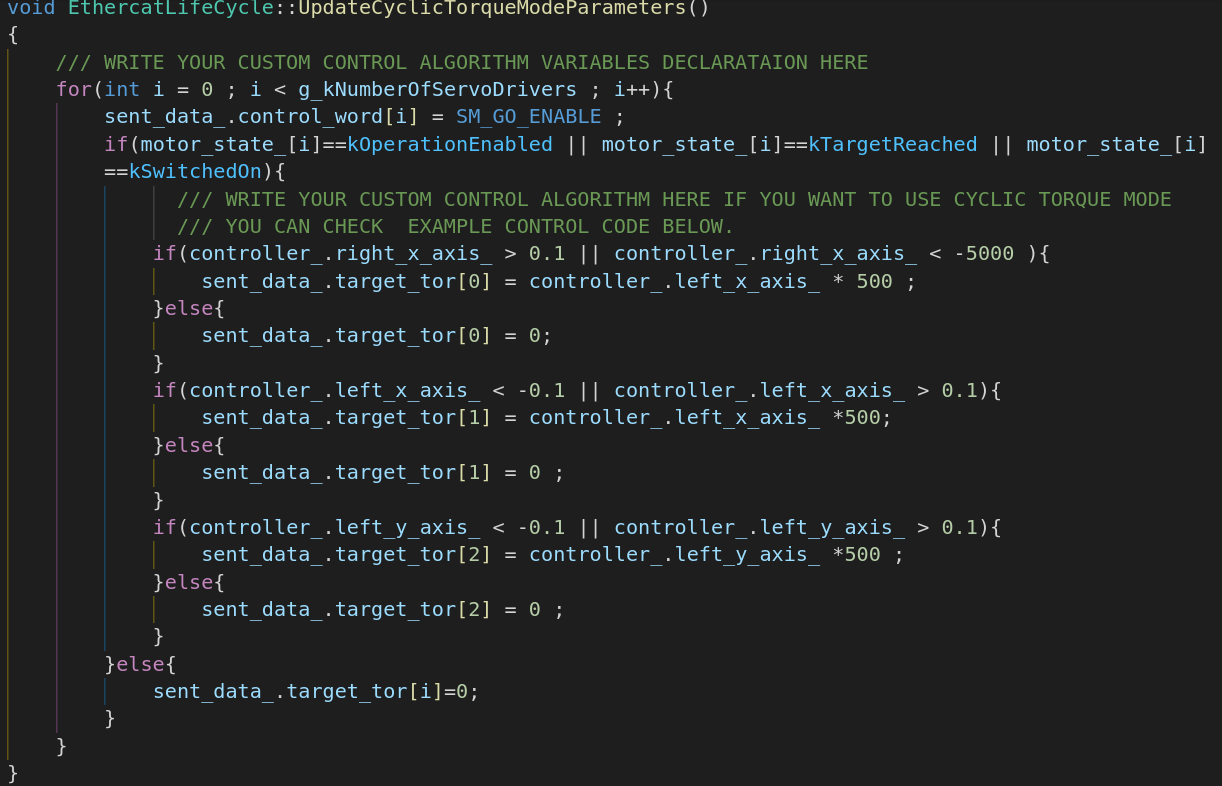 void EthercatLifeCycle::UpdateCyclicTorqueModeParameters()
{
    /// WRITE YOUR CUSTOM CONTROL ALGORITHM VARIABLES DECLARATAION HERE
    for(int i = 0 ; i < g_kNumberOfServoDrivers ; i++){
        sent_data_.control_word[i] = SM_GO_ENABLE ;
        if(motor_state_[i]==kOperationEnabled || motor_state_[i]==kTargetReached || motor_state_[i]
        ==kSwitchedOn){
              /// WRITE YOUR CUSTOM CONTROL ALGORITHM HERE IF YOU WANT TO USE CYCLIC TORQUE MODE
              /// YOU CAN CHECK  EXAMPLE CONTROL CODE BELOW.
            if(controller_.right_x_axis_ > 0.1 || controller_.right_x_axis_ < -5000 ){
                sent_data_.target_tor[0] = controller_.left_x_axis_ * 500 ;
            }else{
                sent_data_.target_tor[0] = 0;
            }
            if(controller_.left_x_axis_ < -0.1 || controller_.left_x_axis_ > 0.1){
                sent_data_.target_tor[1] = controller_.left_x_axis_ *500;
            }else{
                sent_data_.target_tor[1] = 0 ;
            }
            if(controller_.left_y_axis_ < -0.1 || controller_.left_y_axis_ > 0.1){
                sent_data_.target_tor[2] = controller_.left_y_axis_ *500 ;
            }else{
                sent_data_.target_tor[2] = 0 ;
            }
        }else{
            sent_data_.target_tor[i]=0;
        }
    }
}